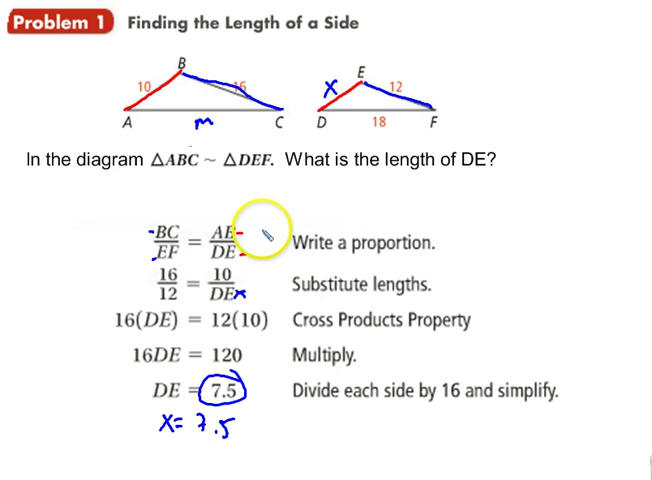 Problem 1 Finding the Length of a Side
B
10
16
A
m
C
E
x
12
D
18
F
In the diagram △ABC ~ △DEF. What is the length of DE?
BC/EF = AB/DE Write a proportion.
16/12 = 10/DE x Substitute lengths.
16(DE) = 12(10) Cross Products Property
16DE = 120 Multiply.
DE = 7.5 Divide each side by 16 and simplify.
x = 7.5